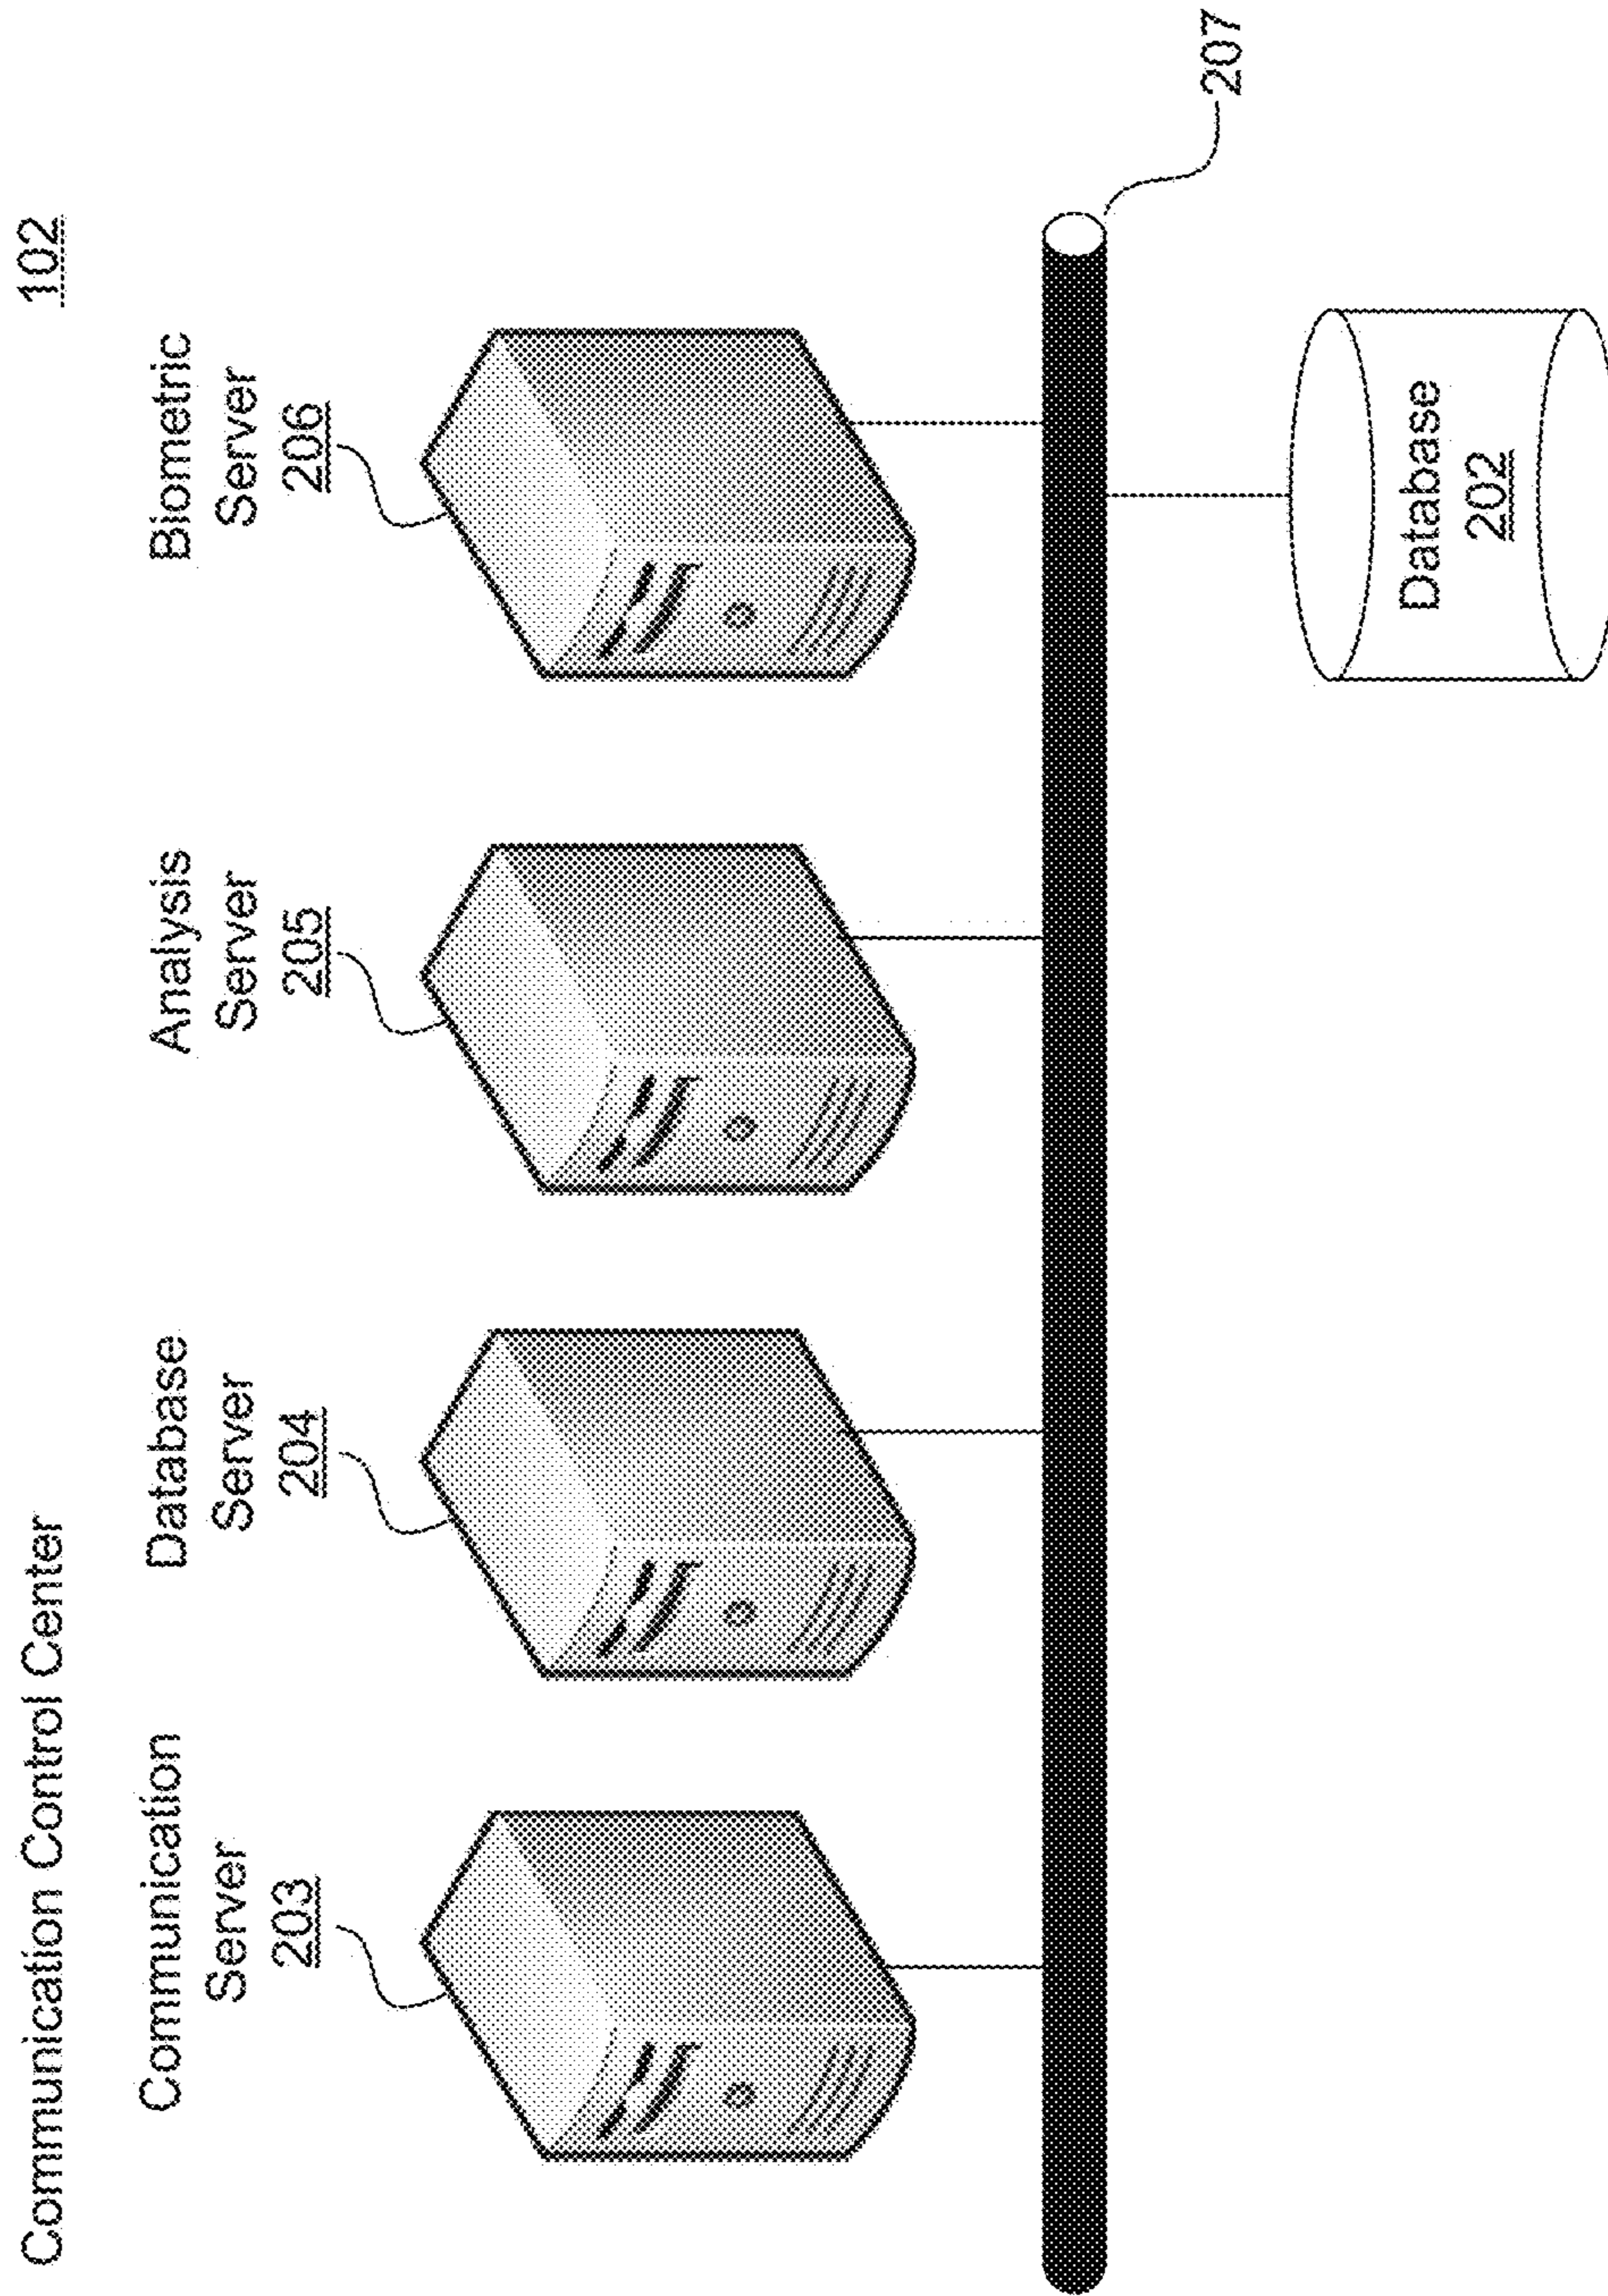 Communication Control Center
102
Communication
Server
203
Database
Server
204
Analysis
Server
205
Biometric
Server
206
207
Database
202